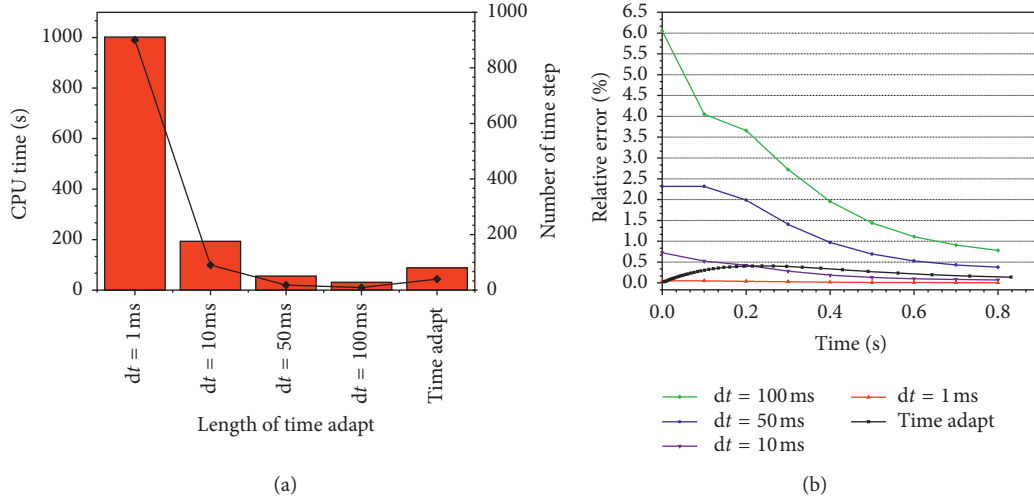 1000
800
600
400
200
0
CPU time (s)
1000
800
600
400
200
0
Number of time step
dt = 1 ms
dt = 10 ms
dt = 50 ms
dt = 100 ms
Time adapt
Length of time adapt
(a)
6.5
6.0
5.5
5.0
4.5
4.0
3.5
3.0
2.5
2.0
1.5
1.0
0.5
0.0
Relative error (%)
0.0
0.2
0.4
0.6
0.8
Time (s)
dt = 100 ms
dt = 50 ms
dt = 10 ms
dt = 1 ms
Time adapt
(b)